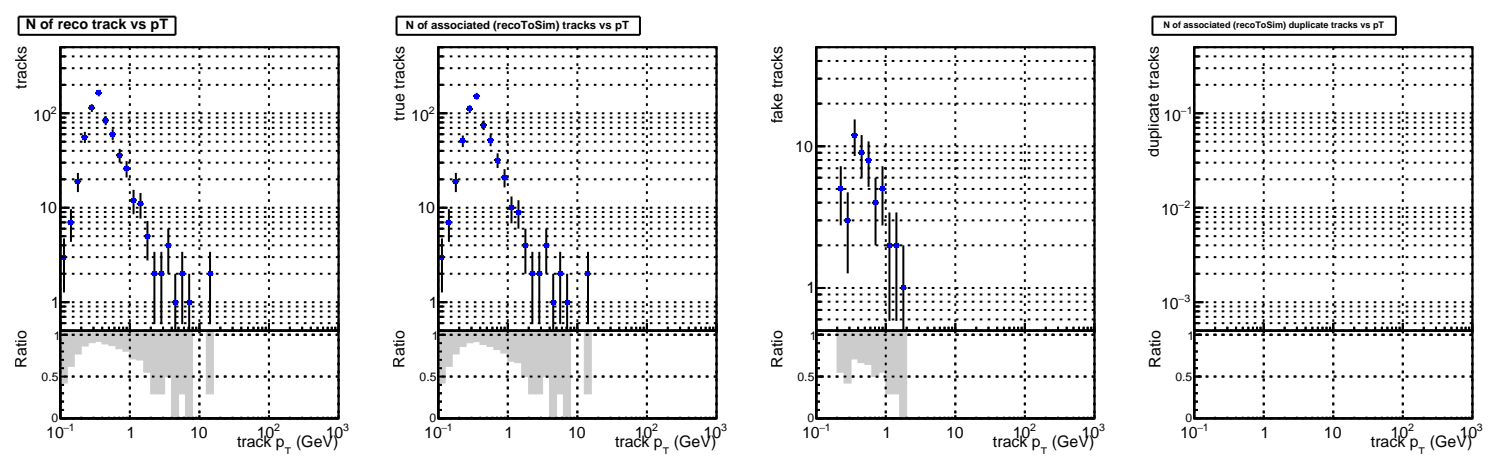 N of reco track vs pT
tracks
10²
10
1
Ratio
1
0.5
0
10⁻¹ 1 10 10² 10³
track p_T (GeV)
N of associated (recoToSim) tracks vs pT
true tracks
10²
10
1
Ratio
1
0.5
0
10⁻¹ 1 10 10² 10³
track p_T (GeV)
fake tracks
10
1
Ratio
1
0.5
0
10⁻¹ 1 10 10² 10³
track p_T (GeV)
N of associated (recoToSim) duplicate tracks vs pT
duplicate tracks
10⁻¹
10⁻²
10⁻³
Ratio
1
0.5
0
10⁻¹ 1 10 10² 10³
track p_T (GeV)